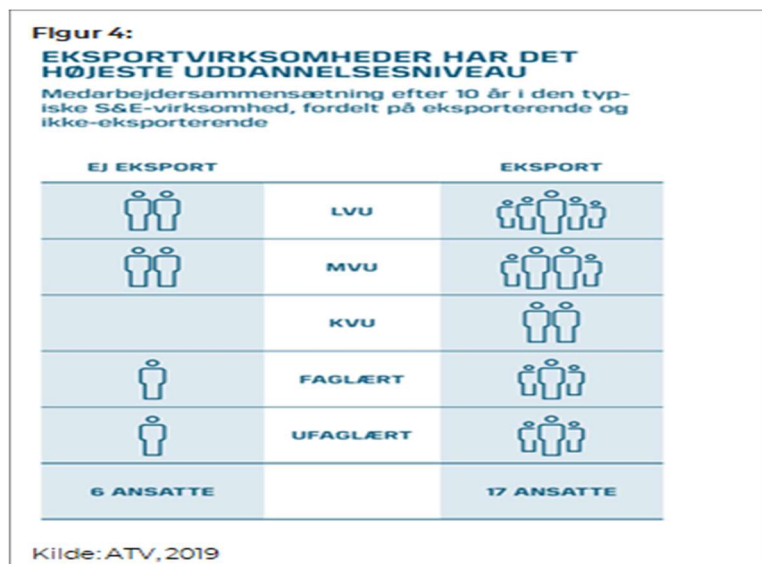 Figur 4:
EKSPORTVIRKSOMHEDER HAR DET
HØJESTE UDDANNELSESNIVEAU
Medarbejdersammensætning efter 10 år i den typ-
iske S&E-virksomhed, fordelt på eksporterende og
ikke-eksporterende
EJ EKSPORT EKSPORT
LVU
MVU
KVU
FAGLÆRT
UFAGLÆRT
6 ANSATTE 17 ANSATTE
Kilde: ATV, 2019